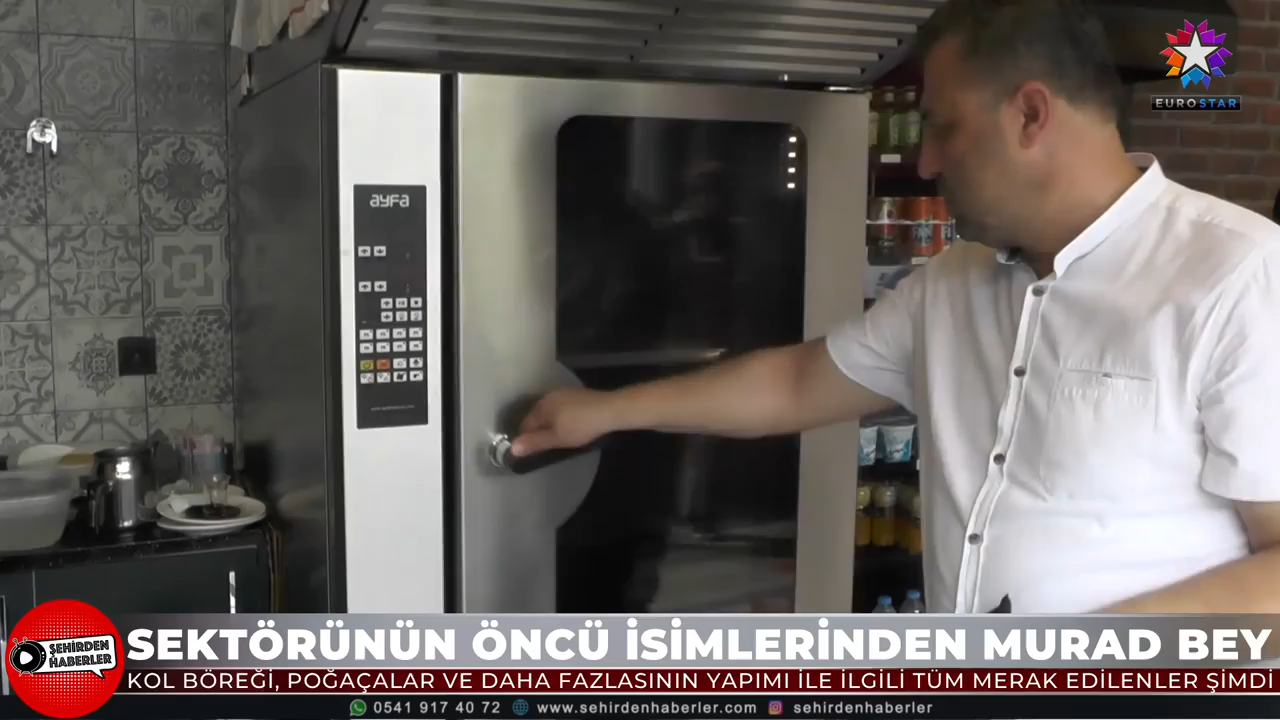 EUROSTAR
ayfa
ŞEHİRDEN
HABERLER
SEKTÖRÜNÜN ÖNCÜ İSİMLERİNDEN MURAD BEY
KOL BÖREĞİ, POĞAÇALAR VE DAHA FAZLASININ YAPIMI İLE İLGİLİ TÜM MERAK EDİLENLER ŞİMDİ
0541 917 40 72 www.sehirdenhaberler.com sehirdenhaberler